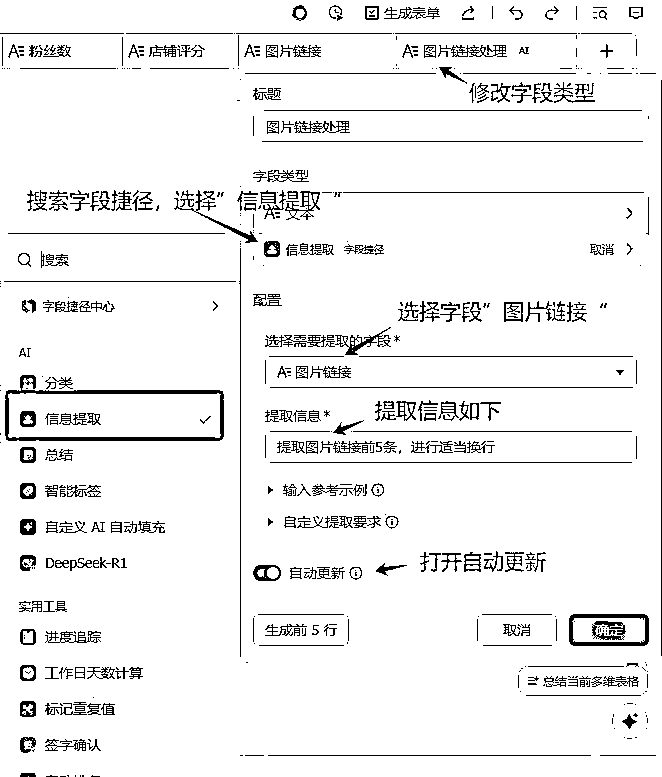 生成表单
粉丝数
店铺评分
图片链接
图片链接处理 AI
修改字段类型
标题
图片链接处理
字段类型
搜索字段捷径，选择”信息提取“
文本
信息提取 字段捷径 取消
搜索
字段捷径中心
配置
选择字段”图片链接“
选择需要提取的字段*
图片链接
AI
分类
信息提取
总结
智能标签
自定义 AI 自动填充
DeepSeek-R1
提取信息*
提取信息如下
提取图片链接前5条，进行适当换行
输入参考示例
自定义提取要求
自动更新
打开自动更新
生成前 5 行
取消
确定
实用工具
进度追踪
工作日天数计算
标记重复值
签字确认
总结当前多维表格